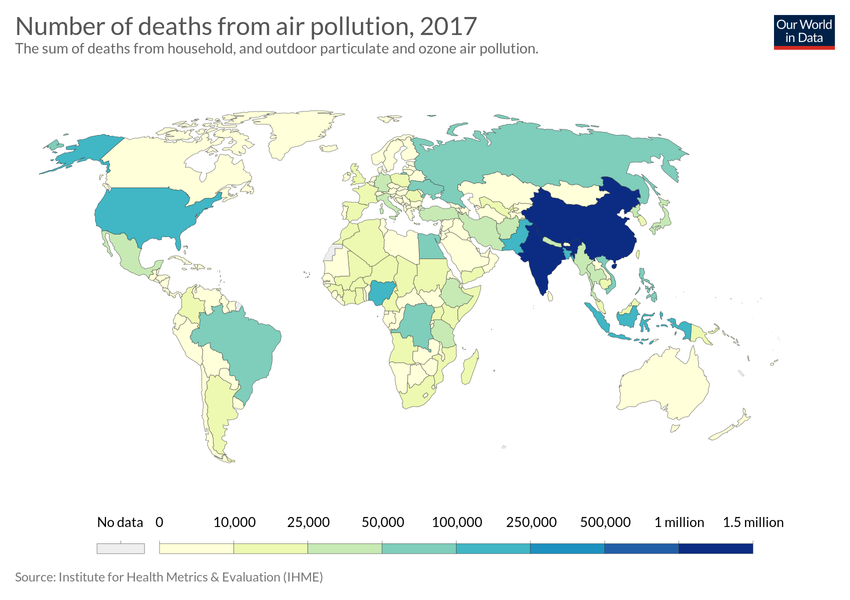 Number of deaths from air pollution, 2017
The sum of deaths from household, and outdoor particulate and ozone air pollution.
Our World
in Data
No data 0 10,000 25,000 50,000 100,000 250,000 500,000 1 million 1.5 million
Source: Institute for Health Metrics & Evaluation (IHME)